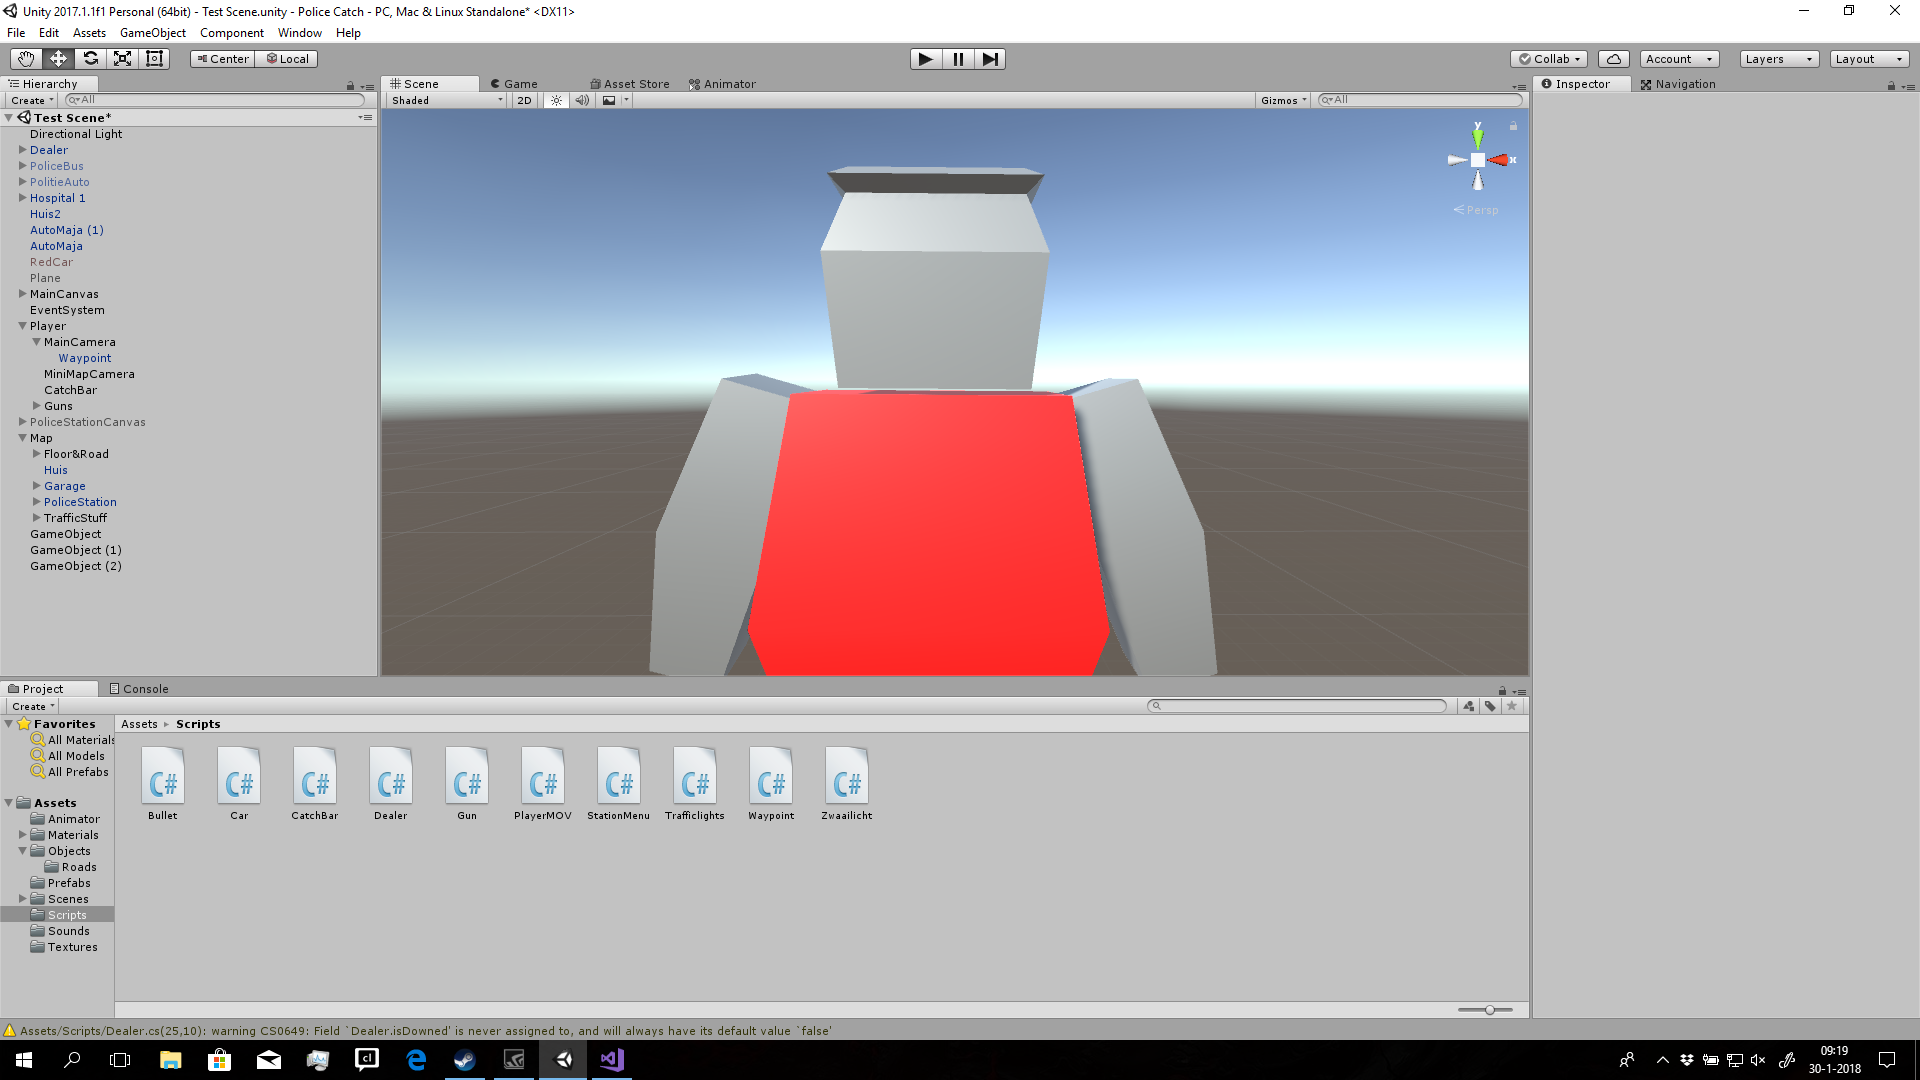 Unity 2017.1.1f1 Personal (64bit) - Test Scene.unity - Police Catch - PC, Mac & Linux Standalone* <DX11>
File Edit Assets GameObject Component Window Help
Center Local Collab Account Layers Layout
Hierarchy
Create All
Test Scene*
Directional Light
Dealer
PoliceBus
PolitieAuto
Hospital 1
Huis2
AutoMaja (1)
AutoMaja
RedCar
Plane
MainCanvas
EventSystem
Player
MainCamera
Waypoint
MiniMapCamera
CatchBar
Guns
PoliceStationCanvas
Map
Floor&Road
Huis
Garage
PoliceStation
TrafficStuff
GameObject
GameObject (1)
GameObject (2)
Scene Game Asset Store Animator
Shaded 2D Gizmos All
y
x
Persp
Inspector Navigation
Project Console
Create
Favorites
All Materials
All Models
All Prefabs
Assets
Animator
Materials
Objects
Roads
Prefabs
Scenes
Scripts
Sounds
Textures
Assets Scripts
C# C# C# C# C# C# C# C# C# C#
Bullet Car CatchBar Dealer Gun PlayerMOV StationMenu Trafficlights Waypoint Zwaailicht
Assets/Scripts/Dealer.cs(25,10): warning CS0649: Field `Dealer.isDowned' is never assigned to, and will always have its default value `false'
cl
09:19
30-1-2018